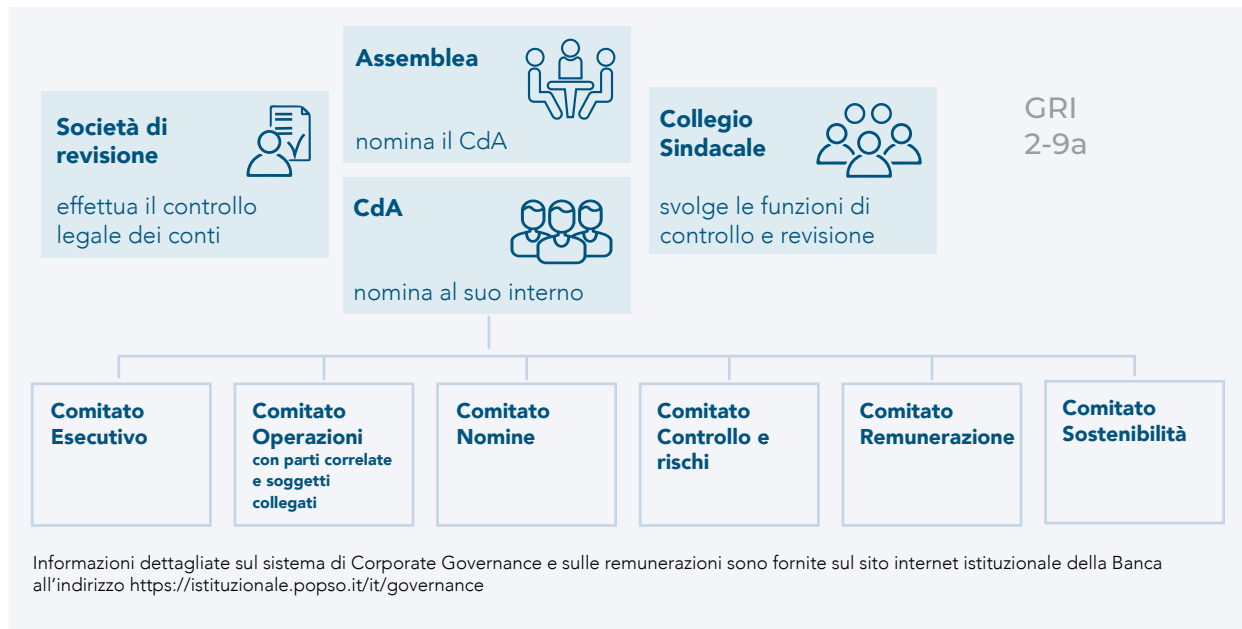 Assemblea
nomina il CdA
Società di
revisione
effettua il controllo
legale dei conti
CdA
nomina al suo interno
Collegio
Sindacale
svolge le funzioni di
controllo e revisione
GRI
2-9a
Comitato
Esecutivo
Comitato
Operazioni
con parti correlate
e soggetti
collegati
Comitato
Nomine
Comitato
Controllo e
rischi
Comitato
Remunerazione
Comitato
Sostenibilità
Informazioni dettagliate sul sistema di Corporate Governance e sulle remunerazioni sono fornite sul sito internet istituzionale della Banca
all'indirizzo https://istituzionale.popso.it/it/governance